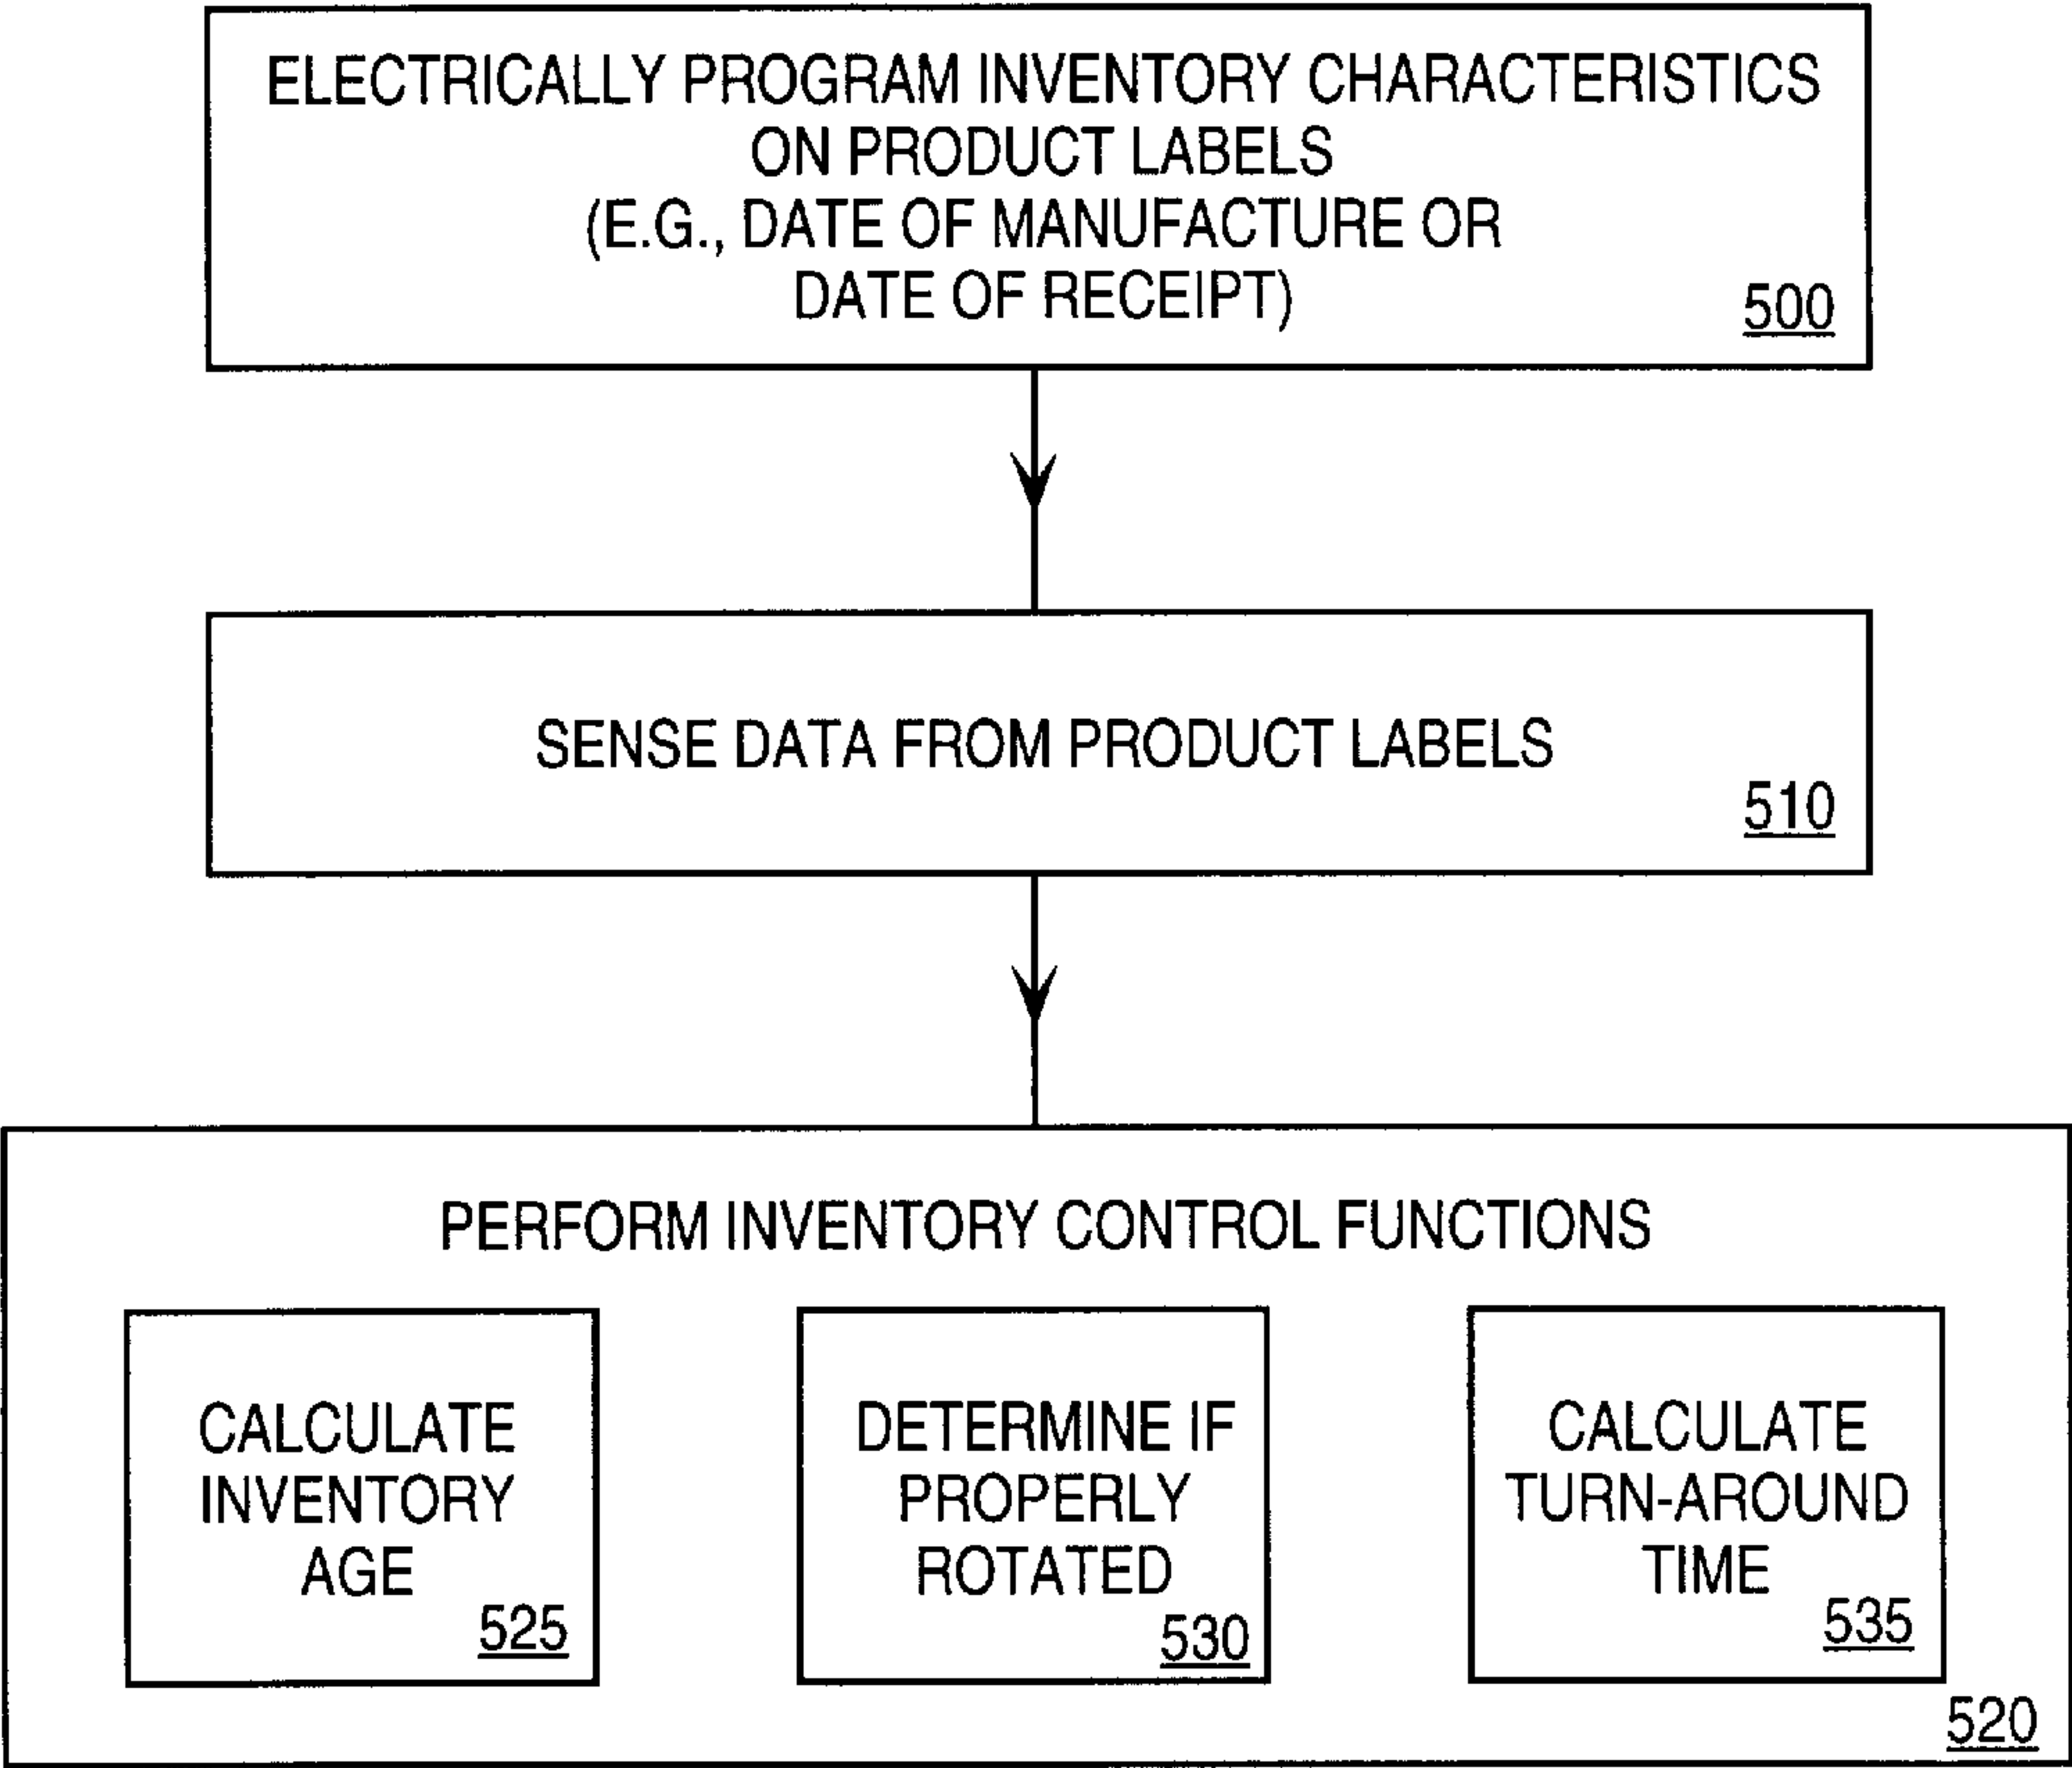 ELECTRICALLY PROGRAM INVENTORY CHARACTERISTICS
ON PRODUCT LABELS
(E.G., DATE OF MANUFACTURE OR
DATE OF RECEIPT)
500
SENSE DATA FROM PRODUCT LABELS
510
PERFORM INVENTORY CONTROL FUNCTIONS
CALCULATE
INVENTORY
AGE
525
DETERMINE IF
PROPERLY
ROTATED
530
CALCULATE
TURN-AROUND
TIME
535
520